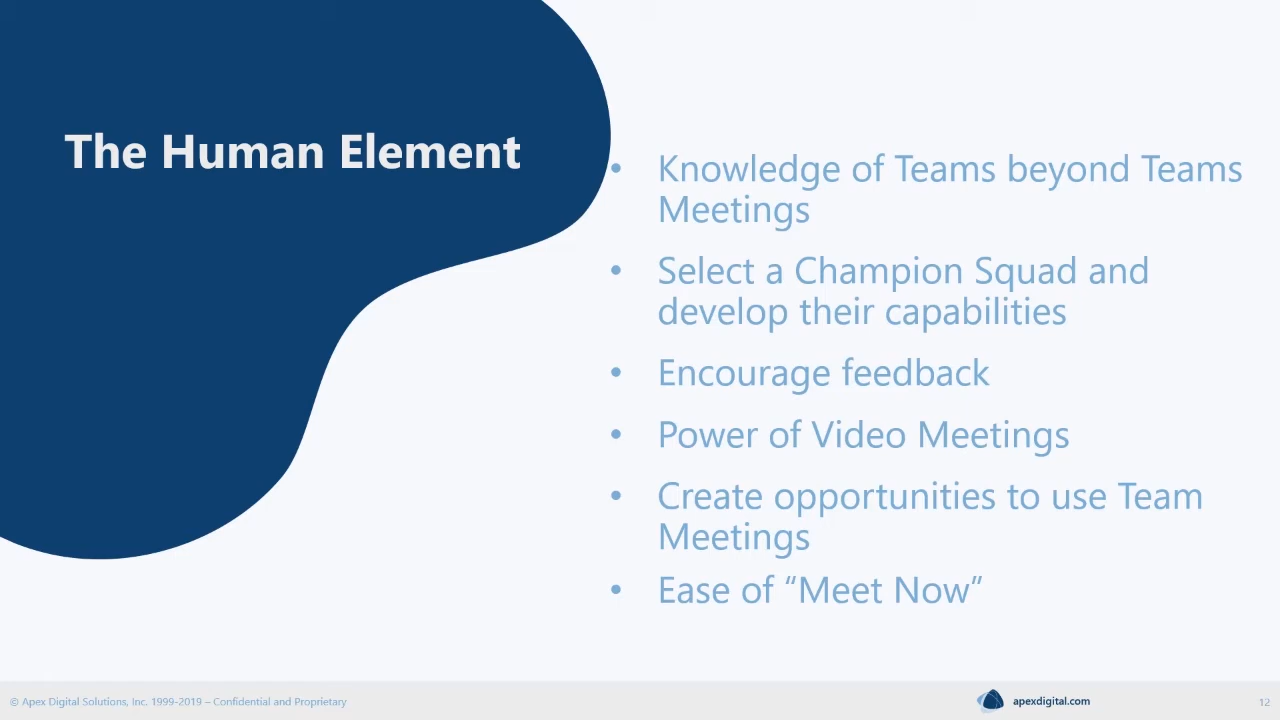 The Human Element
• Knowledge of Teams beyond Teams
Meetings
• Select a Champion Squad and
develop their capabilities
• Encourage feedback
• Power of Video Meetings
• Create opportunities to use Team
Meetings
• Ease of “Meet Now”
© Apex Digital Solutions, Inc. 1999-2019 – Confidential and Proprietary
apexdigital.com
12